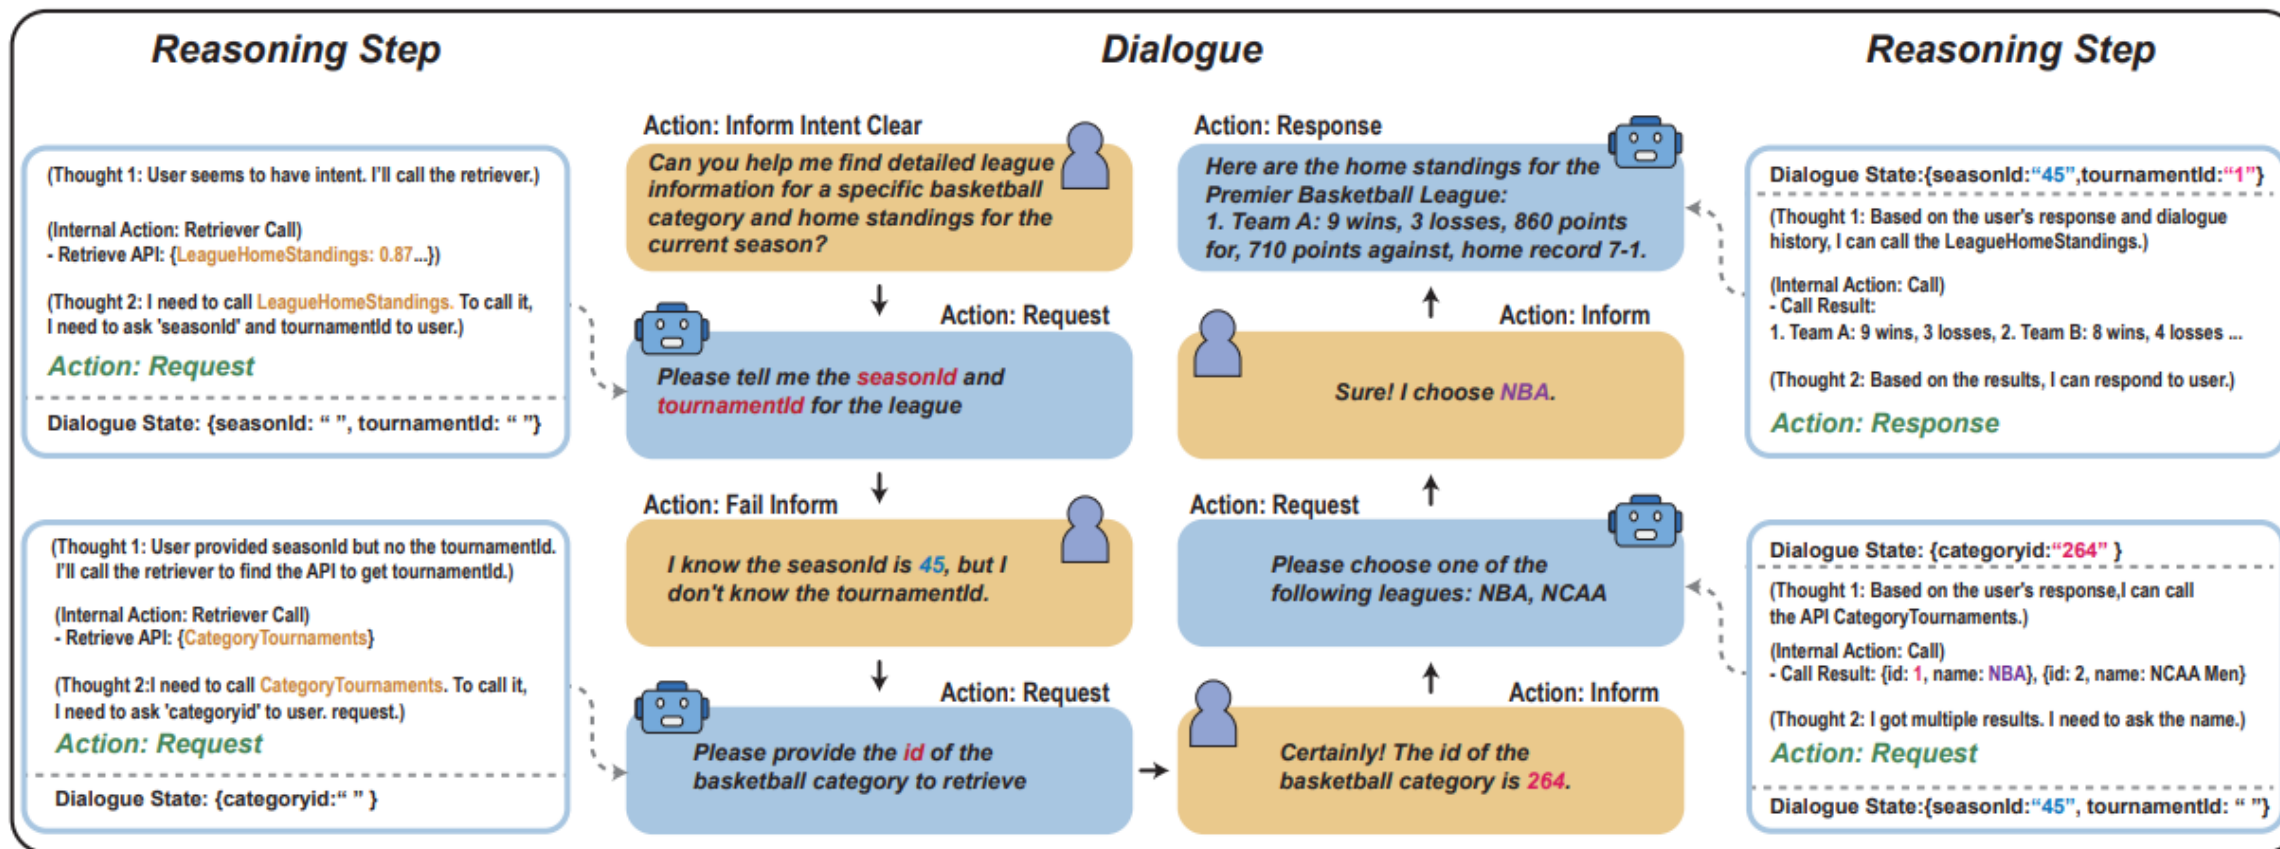 Reasoning Step
Dialogue
Reasoning Step
(Thought 1: User seems to have intent. I'll call the retriever.)
(Internal Action: Retriever Call)
- Retrieve API: {LeagueHomeStandings: 0.87...})
(Thought 2: I need to call LeagueHomeStandings. To call it,
I need to ask 'seasonId' and tournamentId to user.)
Action: Request
Dialogue State: {seasonId: “ ”, tournamentId: “ ”}
(Thought 1: User provided seasonId but no the tournamentId.
I'll call the retriever to find the API to get tournamentId.)
(Internal Action: Retriever Call)
- Retrieve API: {CategoryTournaments}
(Thought 2:I need to call CategoryTournaments. To call it,
I need to ask 'categoryid' to user. request.)
Action: Request
Dialogue State: {categoryid:“ ” }
Action: Inform Intent Clear
Can you help me find detailed league
information for a specific basketball
category and home standings for the
current season?
Action: Request
Please tell me the seasonId and
tournamentId for the league
Action: Fail Inform
I know the seasonId is 45, but I
don't know the tournamentId.
Action: Request
Please provide the id of the
basketball category to retrieve
Action: Inform
Certainly! The id of the
basketball category is 264.
Action: Request
Please choose one of the
following leagues: NBA, NCAA
Action: Inform
Sure! I choose NBA.
Action: Response
Here are the home standings for the
Premier Basketball League:
1. Team A: 9 wins, 3 losses, 860 points
for, 710 points against, home record 7-1.
Dialogue State:{seasonId:“45”,tournamentId:“1”}
(Thought 1: Based on the user's response and dialogue
history, I can call the LeagueHomeStandings.)
(Internal Action: Call)
- Call Result:
1. Team A: 9 wins, 3 losses, 2. Team B: 8 wins, 4 losses ...
(Thought 2: Based on the results, I can respond to user.)
Action: Response
Dialogue State: {categoryid:“264” }
(Thought 1: Based on the user's response,I can call
the API CategoryTournaments.)
(Internal Action: Call)
- Call Result: {id: 1, name: NBA}, {id: 2, name: NCAA Men}
(Thought 2: I got multiple results. I need to ask the name.)
Action: Request
Dialogue State:{seasonId:“45”, tournamentId: “ ”}